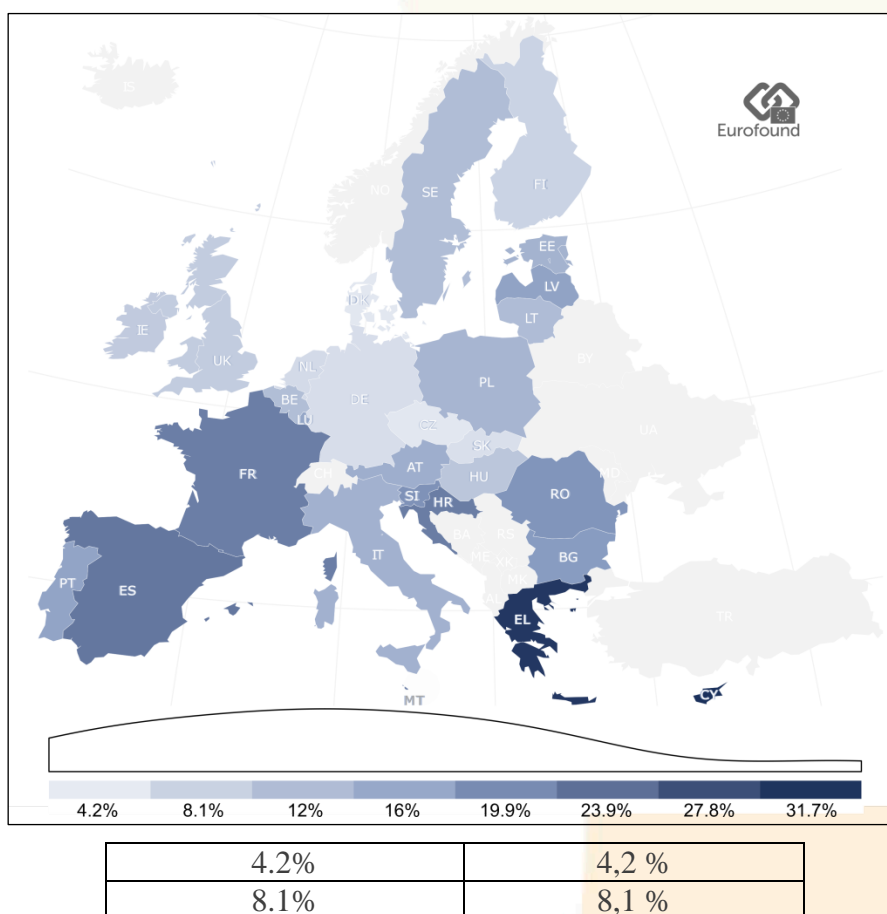 IS
Eurofound
NO
SE
FI
EE
LV
DK
LT
IE
UK
BY
NL
PL
BE
DE
LU
CZ
UA
SK
FR
CH
AT
HU
MD
SI
HR
RO
BA
RS
IT
ME
XK
BG
PT
ES
MK
AL
EL
TR
CY
MT
4.2% 8.1% 12% 16% 19.9% 23.9% 27.8% 31.7%
4.2% 4,2 %
8.1% 8,1 %